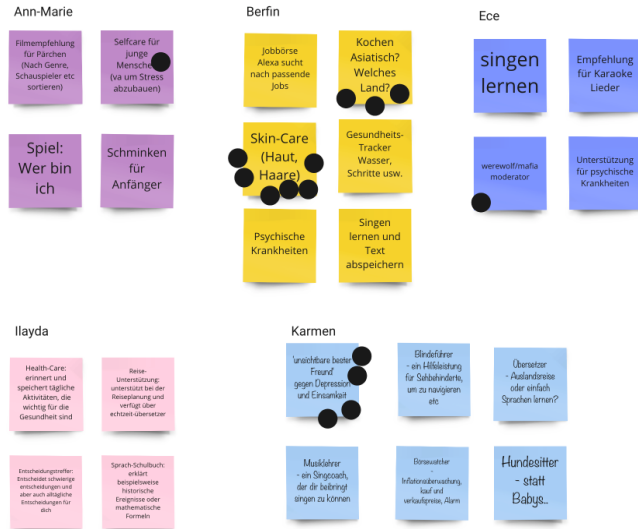 Ann-Marie
Filmempfehlung
für Pärchen
(Nach Genre,
Schauspieler etc
sortieren)
Selfcare für
junge
Menschen
(va um Stress
abzubauen)
Spiel:
Wer bin
ich
Schminken
für
Anfänger
Berfin
Jobbörse
Alexa sucht
nach passende
Jobs
Kochen
Asiatisch?
Welches
Land?
Skin-Care
(Haut,
Haare)
Gesundheits-
Tracker
Wasser,
Schritte usw.
Psychische
Krankheiten
Singen
lernen und
Text
abspeichern
Ece
singen
lernen
Empfehlung
für Karaoke
Lieder
werewolf/mafia
moderator
Unterstützung
für psychische
Krankheiten
Ilayda
Health-Care:
erinnert und
speichert tägliche
Aktivitäten, die
wichtig für die
Gesundheit sind
Reise-
Unterstützung:
unterstützt bei der
Reiseplanung und
verfügt über
echtzeit-übersetzer
Entscheidungstreffer:
Entscheidet schwierige
entscheidungen und
aber auch alltägliche
Entscheidungen für
dich
Sprach-Schulbuch:
erklärt
beispielsweise
historische
Ereignisse oder
mathematische
Formeln
Karmen
'unsichtbare bester
Freund'
gegen Depression
und Einsamkeit
Blindeführer
- ein Hilfsleistung
für Sehbehinderte,
um zu navigieren
etc
Übersetzer
- Auslandsreise
oder einfach
Sprachen lernen?
Musiklehrer
- ein Singcoach,
der dir beibringt
singen zu können
Börsewatcher
-
Inflationsüberwachung,
kauf und
verkaufspreise, Alarm
Hundesitter
- statt
Babys..